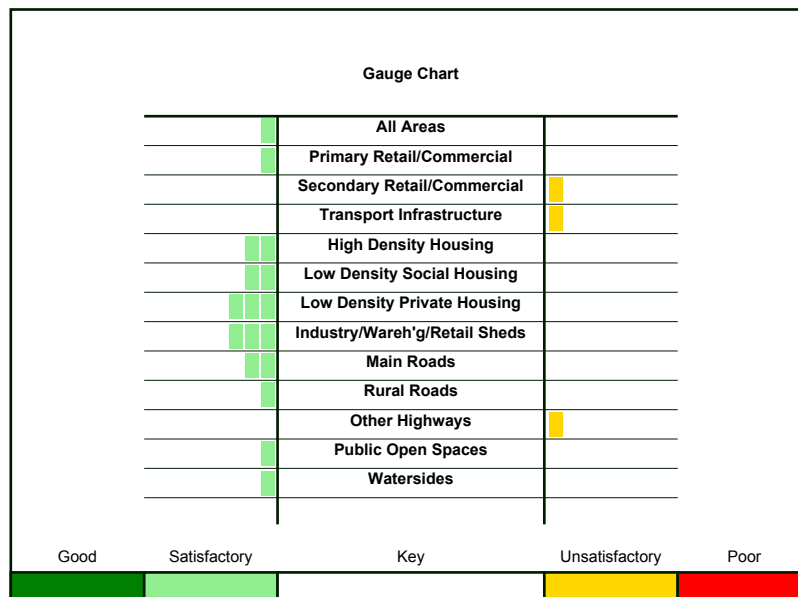 Gauge Chart
All Areas
Primary Retail/Commercial
Secondary Retail/Commercial
Transport Infrastructure
High Density Housing
Low Density Social Housing
Low Density Private Housing
Industry/Wareh'g/Retail Sheds
Main Roads
Rural Roads
Other Highways
Public Open Spaces
Watersides
Good Satisfactory Key Unsatisfactory Poor